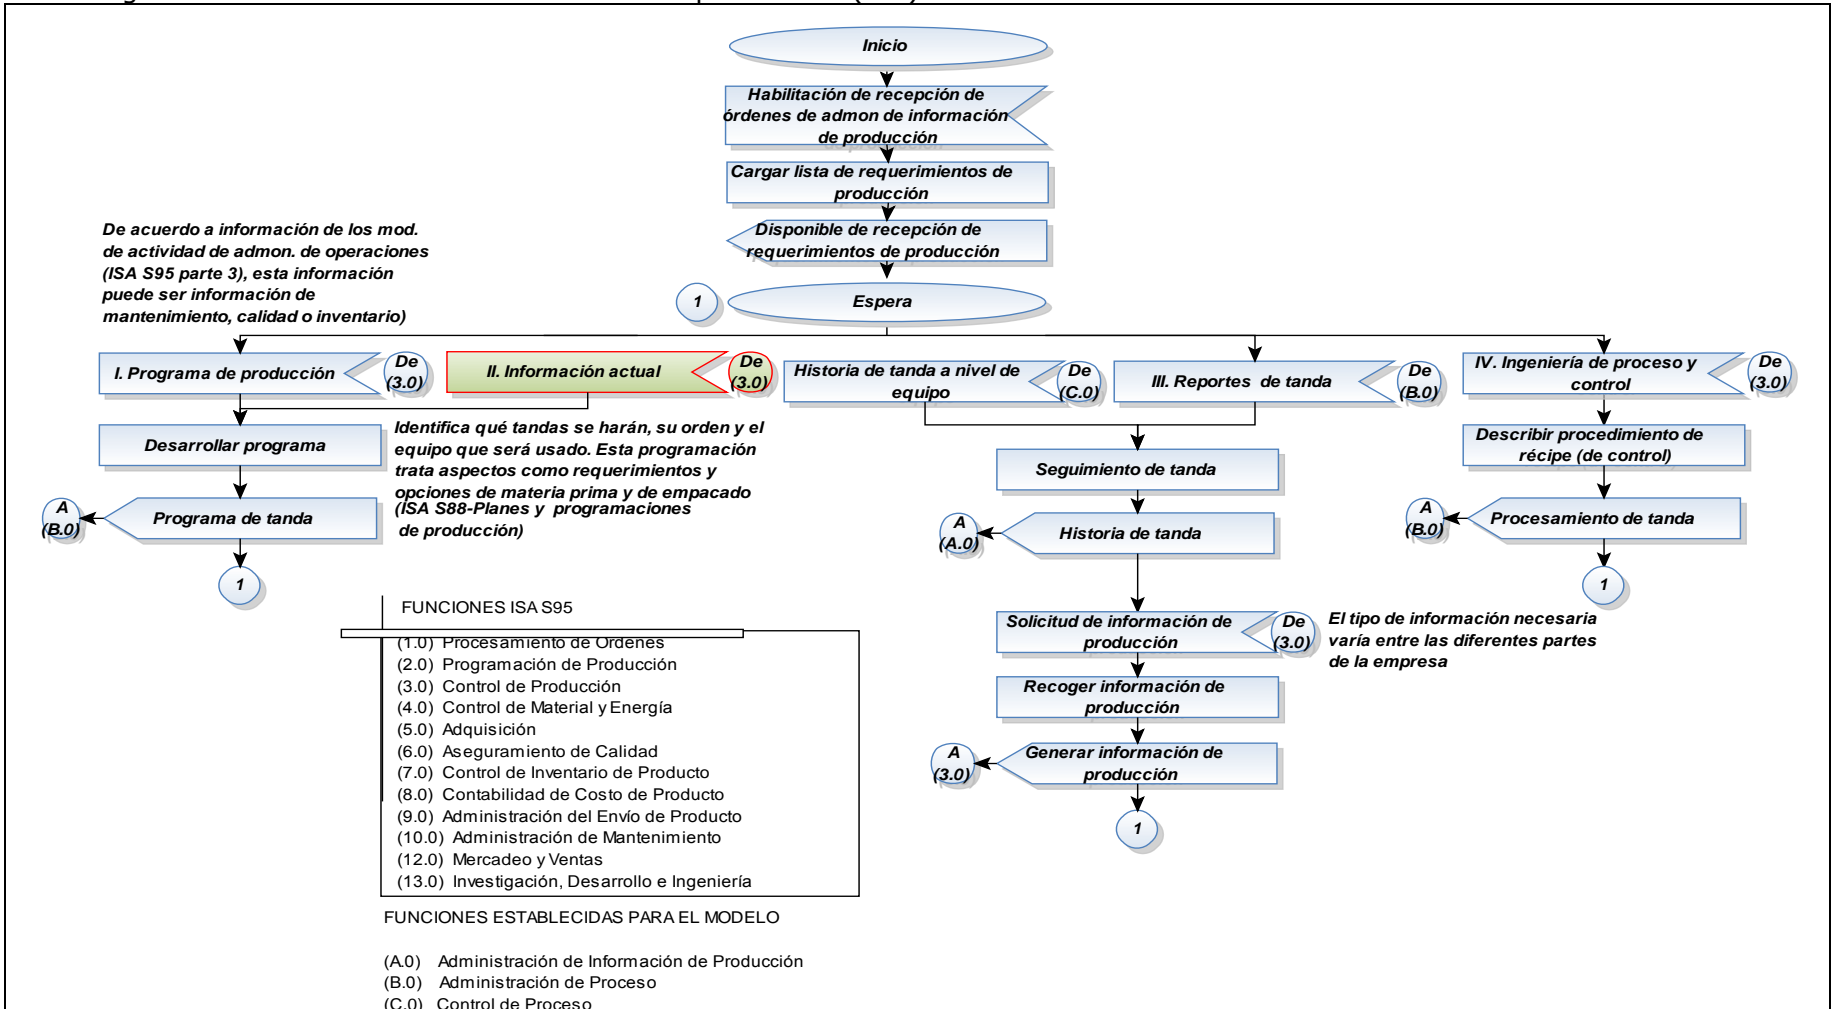 Inicio
Habilitación de recepción de
órdenes de admon de información
de producción
Cargar lista de requerimientos de
producción
Disponible de recepción de
requerimientos de producción
1
Espera
De acuerdo a información de los mod.
de actividad de admon. de operaciones
(ISA S95 parte 3), esta información
puede ser información de
mantenimiento, calidad o inventario)
I. Programa de producción
De
(3.0)
II. Información actual
De
(3.0)
Historia de tanda a nivel de
equipo
De
(C.0)
III. Reportes de tanda
De
(B.0)
IV. Ingeniería de proceso y
control
De
(3.0)
Desarrollar programa
Identifica qué tandas se harán, su orden y el
equipo que será usado. Esta programación
trata aspectos como requerimientos y
opciones de materia prima y de empacado
(ISA S88-Planes y programaciones
de producción)
A
(B.0)
Programa de tanda
1
Seguimiento de tanda
A
(A.0)
Historia de tanda
Solicitud de información de
producción
De
(3.0)
El tipo de información necesaria
varía entre las diferentes partes
de la empresa
Recoger información de
producción
A
(3.0)
Generar información de
producción
1
Describir procedimiento de
récipe (de control)
A
(B.0)
Procesamiento de tanda
1
FUNCIONES ISA S95
(1.0) Procesamiento de Ordenes
(2.0) Programación de Producción
(3.0) Control de Producción
(4.0) Control de Material y Energía
(5.0) Adquisición
(6.0) Aseguramiento de Calidad
(7.0) Control de Inventario de Producto
(8.0) Contabilidad de Costo de Producto
(9.0) Administración del Envío de Producto
(10.0) Administración de Mantenimiento
(12.0) Mercadeo y Ventas
(13.0) Investigación, Desarrollo e Ingeniería
FUNCIONES ESTABLECIDAS PARA EL MODELO
(A.0) Administración de Información de Producción
(B.0) Administración de Proceso
(C.0) Control de Proceso